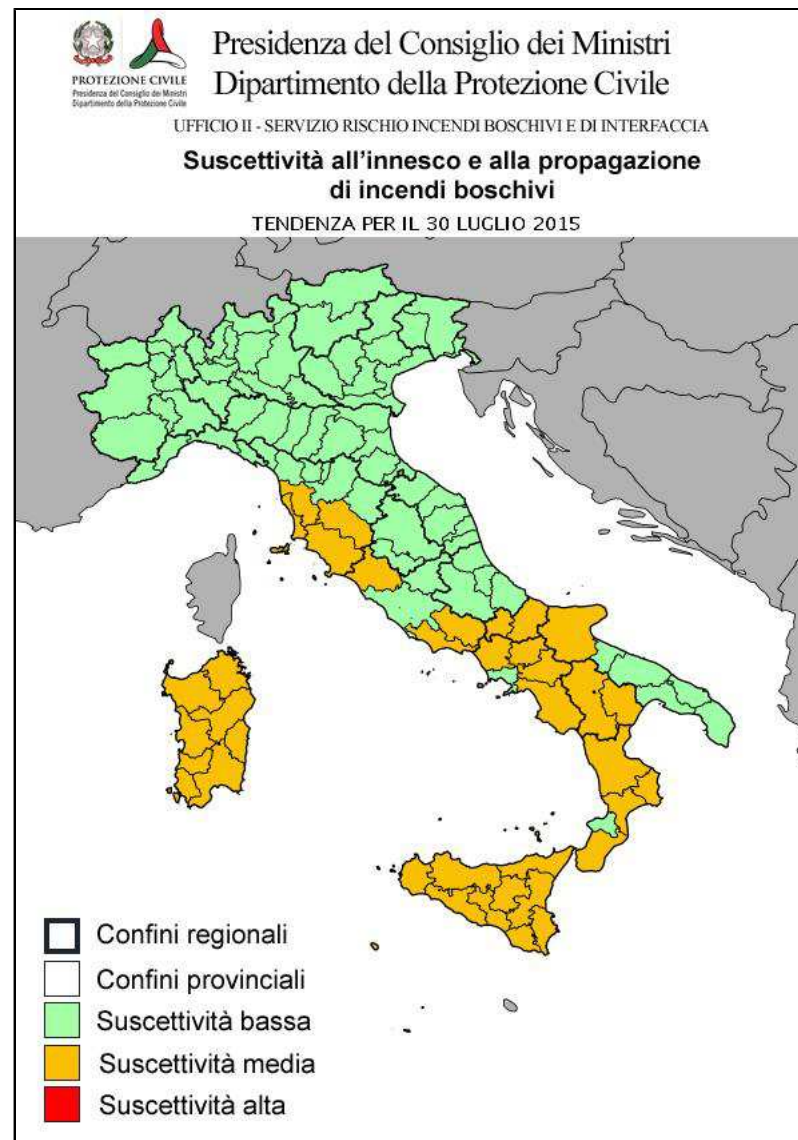 PROTEZIONE CIVILE
Presidenza del Consiglio dei Ministri
Dipartimento della Protezione Civile
Presidenza del Consiglio dei Ministri
Dipartimento della Protezione Civile
UFFICIO II - SERVIZIO RISCHIO INCENDI BOSCHIVI E DI INTERFACCIA
Suscettività all'innesco e alla propagazione
di incendi boschivi
TENDENZA PER IL 30 LUGLIO 2015
Confini regionali
Confini provinciali
Suscettività bassa
Suscettività media
Suscettività alta